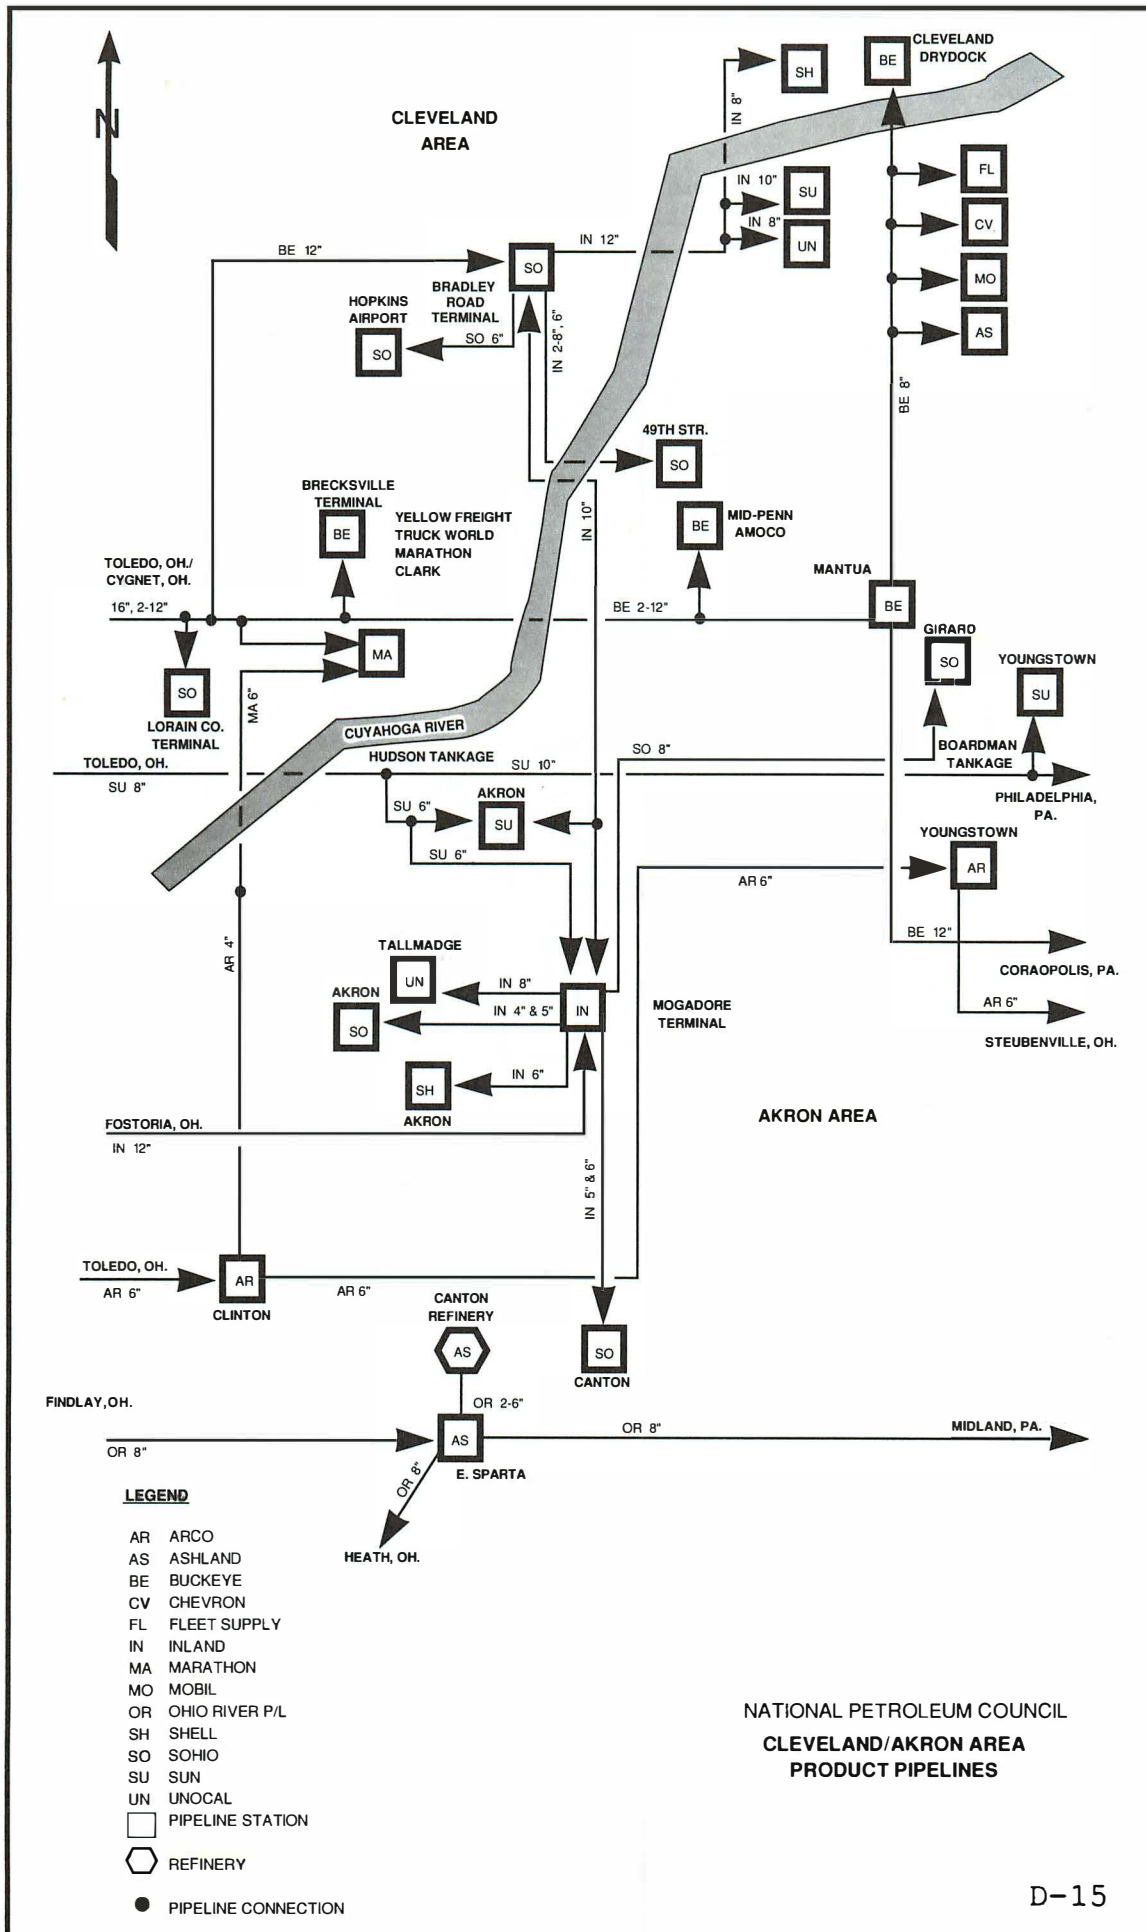 CLEVELAND
DRYDOCK
BE
SH
N
CLEVELAND
AREA
IN 8"
FL
IN 10"
SU
CV
IN 8"
UN
BE 12"
IN 12"
SO
MO
HOPKINS
AIRPORT
BRADLEY
ROAD
TERMINAL
IN 2-8", 6"
SO 6"
SO
AS
BE 8"
49TH STR.
SO
BRECKSVILLE
TERMINAL
BE
YELLOW FREIGHT
TRUCK WORLD
MARATHON
CLARK
IN 10"
BE
MID-PENN
AMOCO
TOLEDO, OH./
CYGNET, OH.
MANTUA
16", 2-12"
BE 2-12"
BE
GIRARD
SO
MA
YOUNGSTOWN
SU
SO
MA 6"
LORAIN CO.
TERMINAL
CUYAHOGA RIVER
HUDSON TANKAGE
SO 8"
BOARDMAN
TANKAGE
TOLEDO, OH.
SU 8"
SU 10"
PHILADELPHIA,
PA.
AKRON
SU 6"
SU
YOUNGSTOWN
SU 6"
AR 6"
AR
AR 4"
BE 12"
CORAOPOLIS, PA.
TALLMADGE
UN
IN 8"
AKRON
SO
IN 4" & 5"
IN
MOGADORE
TERMINAL
AR 6"
STEUBENVILLE, OH.
SH
IN 6"
AKRON
AKRON AREA
FOSTORIA, OH.
IN 12"
IN 5" & 6"
TOLEDO, OH.
AR 6"
AR
AR 6"
CLINTON
CANTON
REFINERY
AS
SO
CANTON
FINDLAY, OH.
OR 2-6"
OR 8"
AS
OR 8"
MIDLAND, PA.
E. SPARTA
OR 8"
HEATH, OH.
LEGEND
AR ARCO
AS ASHLAND
BE BUCKEYE
CV CHEVRON
FL FLEET SUPPLY
IN INLAND
MA MARATHON
MO MOBIL
OR OHIO RIVER P/L
SH SHELL
SO SOHIO
SU SUN
UN UNOCAL
PIPELINE STATION
REFINERY
PIPELINE CONNECTION
NATIONAL PETROLEUM COUNCIL
CLEVELAND/AKRON AREA
PRODUCT PIPELINES
D-15